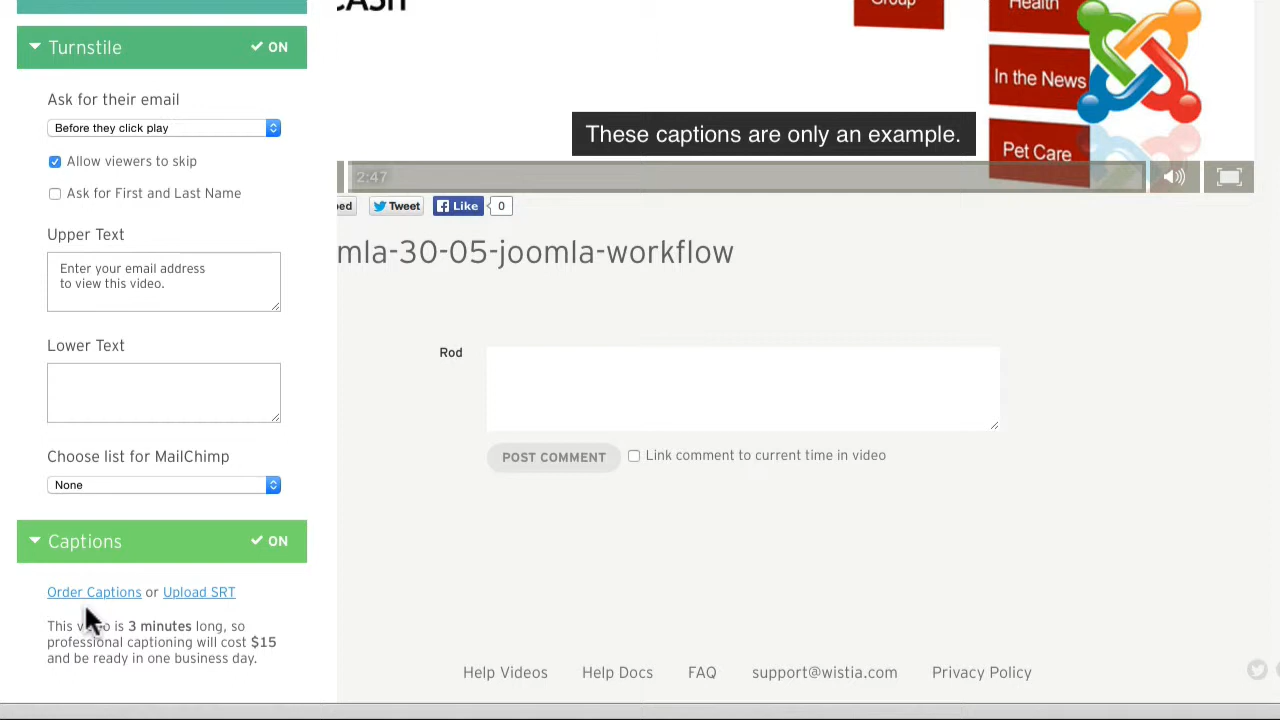 CASH
Group
Health
In the News
Pet Care
These captions are only an example.
2:47
Turnstile
ON
Ask for their email
Before they click play
Allow viewers to skip
Ask for First and Last Name
Upper Text
Enter your email address
to view this video.
Lower Text
Choose list for MailChimp
None
Captions
ON
Order Captions or Upload SRT
This video is 3 minutes long, so
professional captioning will cost $15
and be ready in one business day.
Tweet
Like
0
mla-30-05-joomla-workflow
Rod
POST COMMENT
Link comment to current time in video
Help Videos
Help Docs
FAQ
support@wistia.com
Privacy Policy